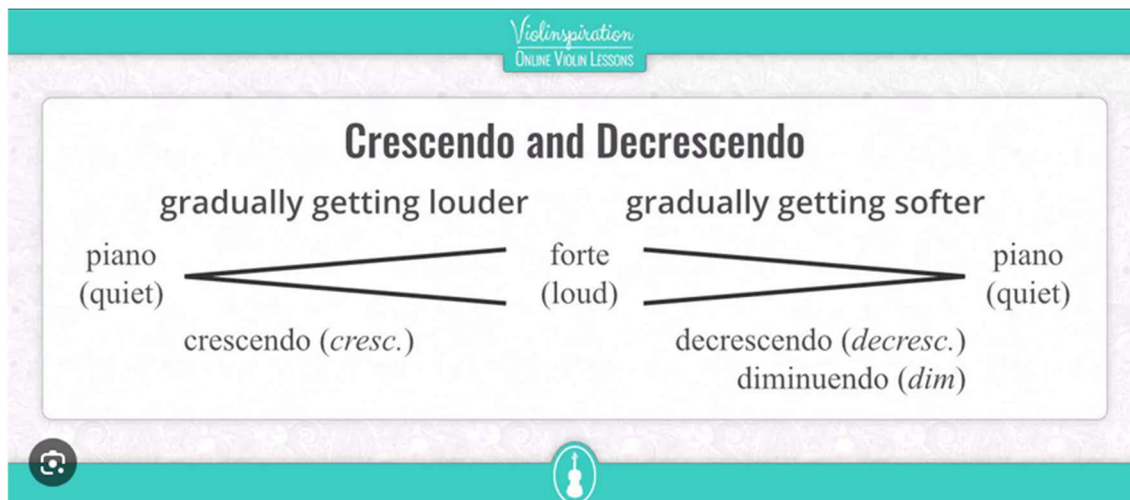 Violinspiration
ONLINE VIOLIN LESSONS
Crescendo and Decrescendo
gradually getting louder
gradually getting softer
piano
(quiet)
forte
(loud)
piano
(quiet)
crescendo (cresc.)
decrescendo (decresc.)
diminuendo (dim)